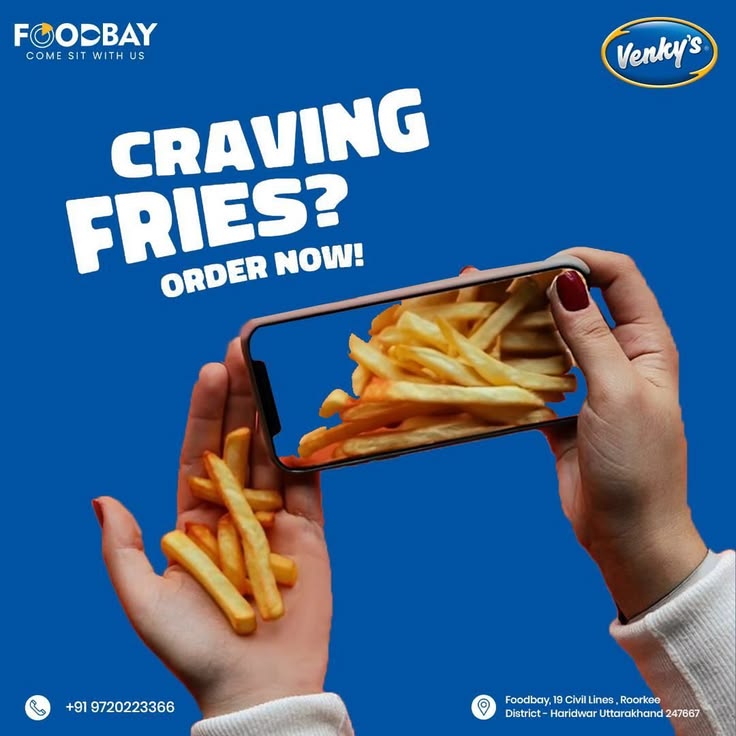 FOODBAY
COME SIT WITH US
Venky's
CRAVING
FRIES?
ORDER NOW!
+91 9720223366
Foodbay, 19 Civil Lines , Roorkee
District - Haridwar Uttarakhand 247667